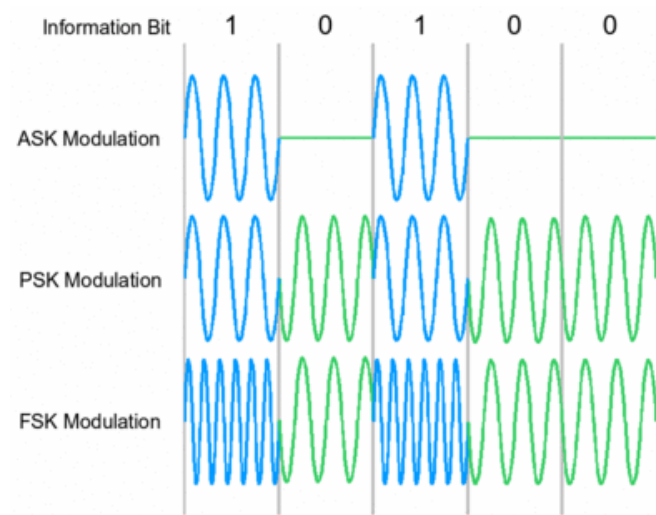 Information Bit 1 0 1 0 0
ASK Modulation
PSK Modulation
FSK Modulation